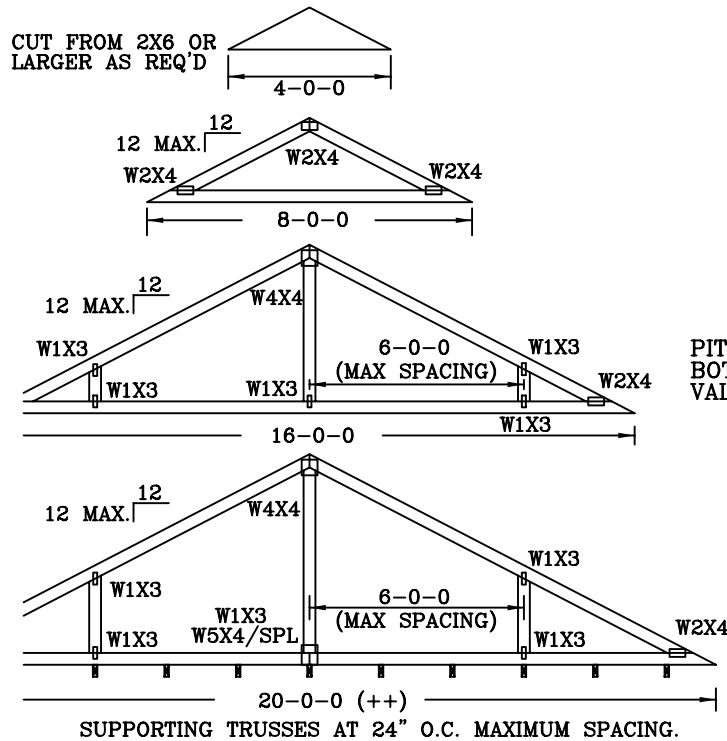 CUT FROM 2X6 OR
LARGER AS REQ'D
4-0-0
12
12 MAX.
W2X4
W2X4
W2X4
8-0-0
12
12 MAX.
W4X4
W1X3
6-0-0
(MAX SPACING)
W1X3
W1X3
W1X3
W2X4
W1X3
16-0-0
PIT
BOT
VAL
12
12 MAX.
W4X4
W1X3
W1X3
W1X3
W5X4/SPL
6-0-0
(MAX SPACING)
W1X3
W1X3
W2X4
20-0-0 (++)
SUPPORTING TRUSSES AT 24" O.C. MAXIMUM SPACING.